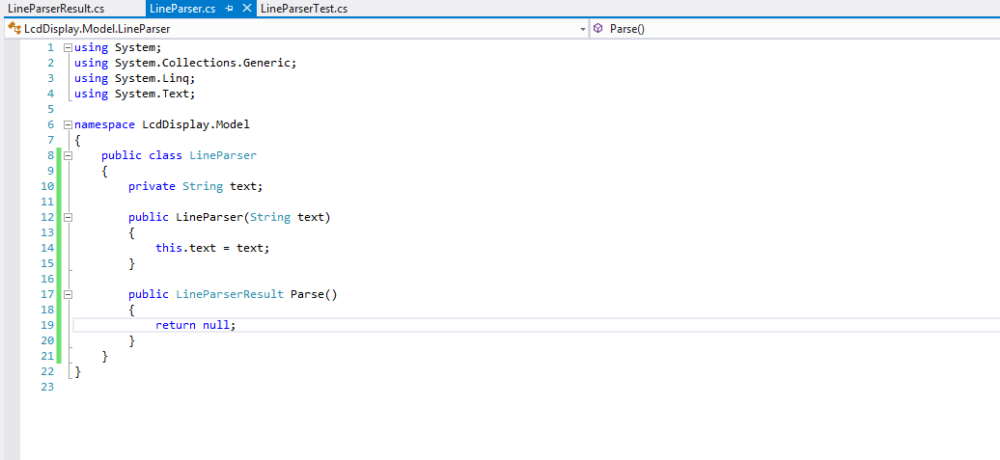 LineParserResult.cs LineParser.cs LineParserTest.cs
LcdDisplay.Model.LineParser Parse()
1 using System;
2 using System.Collections.Generic;
3 using System.Linq;
4 using System.Text;
5
6 namespace LcdDisplay.Model
7 {
8     public class LineParser
9     {
10         private String text;
11
12         public LineParser(String text)
13         {
14             this.text = text;
15         }
16
17         public LineParserResult Parse()
18         {
19             return null;
20         }
21     }
22 }
23